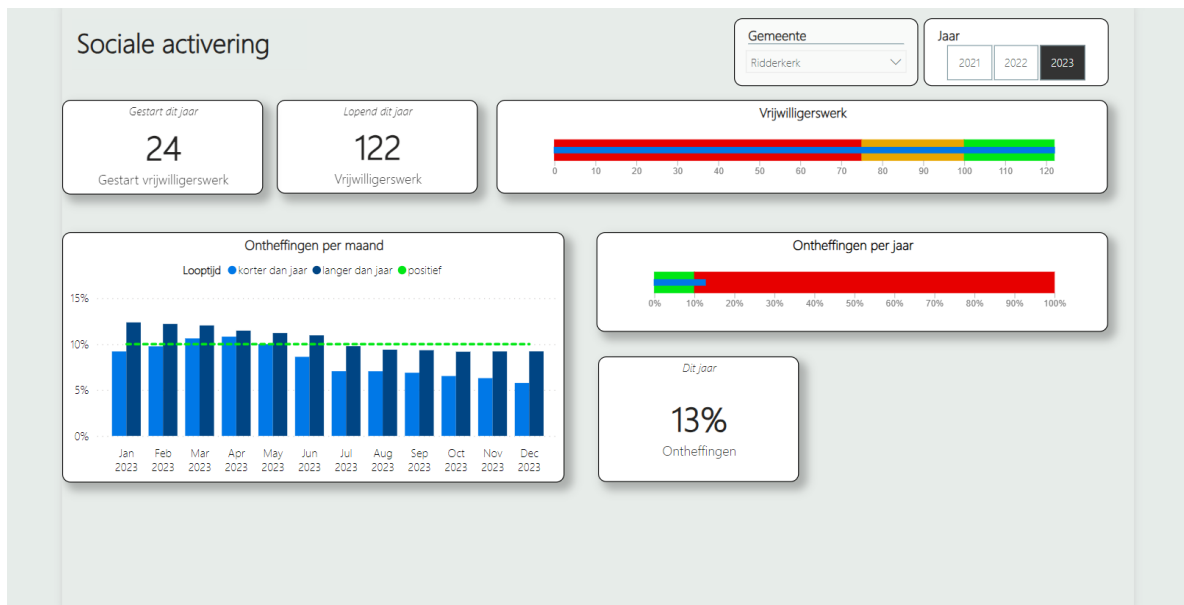 Sociale activering
Gemeente
Ridderkerk
Jaar
2021 2022 2023
Gestart dit jaar
24
Gestart vrijwilligerswerk
Lopend dit jaar
122
Vrijwilligerswerk
Vrijwilligerswerk
0 10 20 30 40 50 60 70 80 90 100 110 120
Ontheffingen per maand
Looptijd korter dan jaar langer dan jaar positief
15%
10%
5%
0%
Jan Feb Mar Apr May Jun Jul Aug Sep Oct Nov Dec
2023 2023 2023 2023 2023 2023 2023 2023 2023 2023 2023 2023
Ontheffingen per jaar
0% 10% 20% 30% 40% 50% 60% 70% 80% 90% 100%
Dit jaar
13%
Ontheffingen